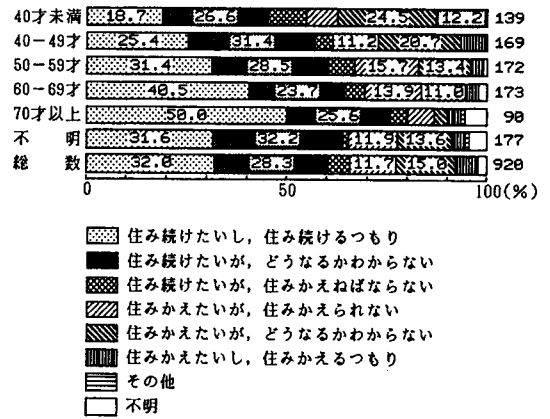 40才未満 18.7 26.6 24.5 12.2 139
40-49才 25.4 31.4 11.2 20.7 169
50-59才 31.4 28.5 15.7 13.4 172
60-69才 40.5 23.7 13.9 11.0 173
70才以上 50.0 25.6 90
不明 31.6 32.2 11.9 13.6 177
総数 32.0 28.3 11.7 15.0 920
0 50 100(%)
住み続けたいし，住み続けるつもり
住み続けたいが，どうなるかわからない
住み続けたいが，住みかえねばならない
住みかえたいが，住みかえられない
住みかえたいが，どうなるかわからない
住みかえたいし，住みかえるつもり
その他
不明